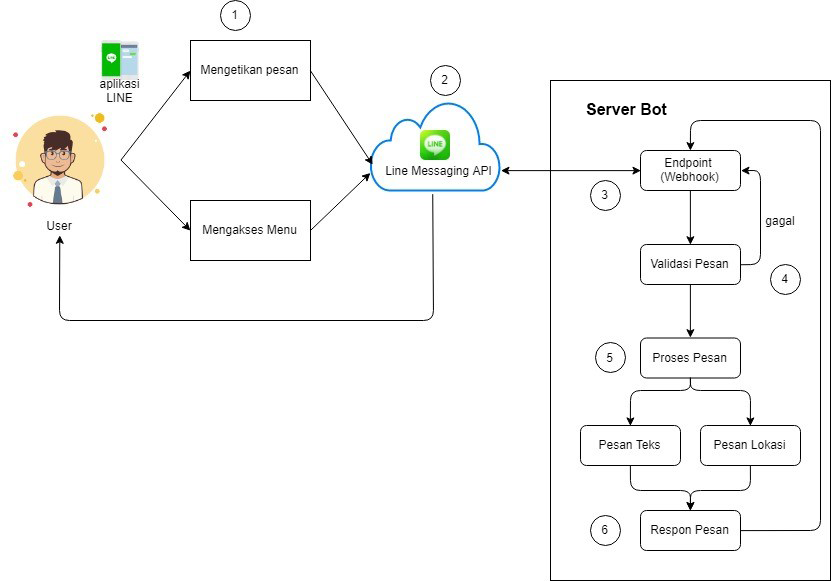 1
aplikasi
LINE
User
Mengetikan pesan
Mengakses Menu
2
LINE
Line Messaging API
Server Bot
3
Endpoint
(Webhook)
gagal
Validasi Pesan
4
5
Proses Pesan
Pesan Teks
Pesan Lokasi
6
Respon Pesan